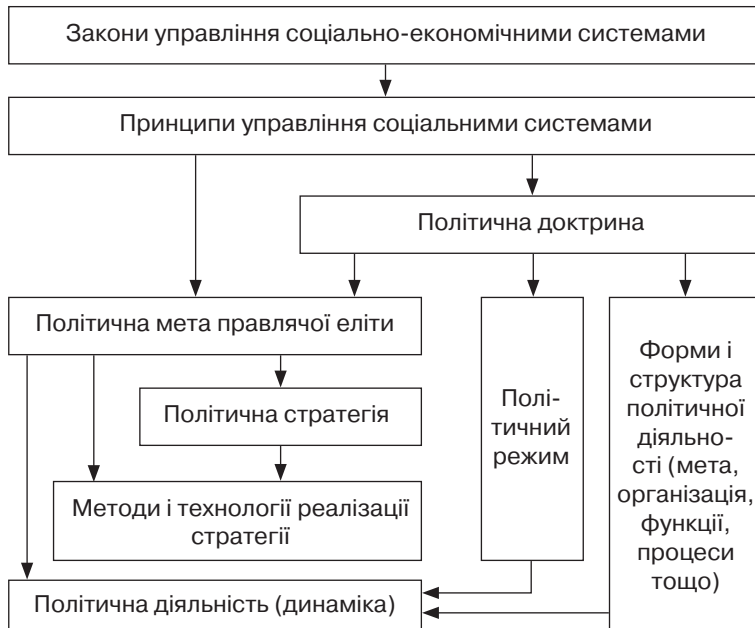 Закони управління соціально-економічними системами
Принципи управління соціальними системами
Політична доктрина
Політична мета правлячої еліти
Політична стратегія
Методи і технології реалізації
стратегії
Політична діяльність (динаміка)
Полі-
тичний
режим
Форми і
структура
політичної
діяльно-
сті (мета,
організація,
функції,
процеси
тощо)